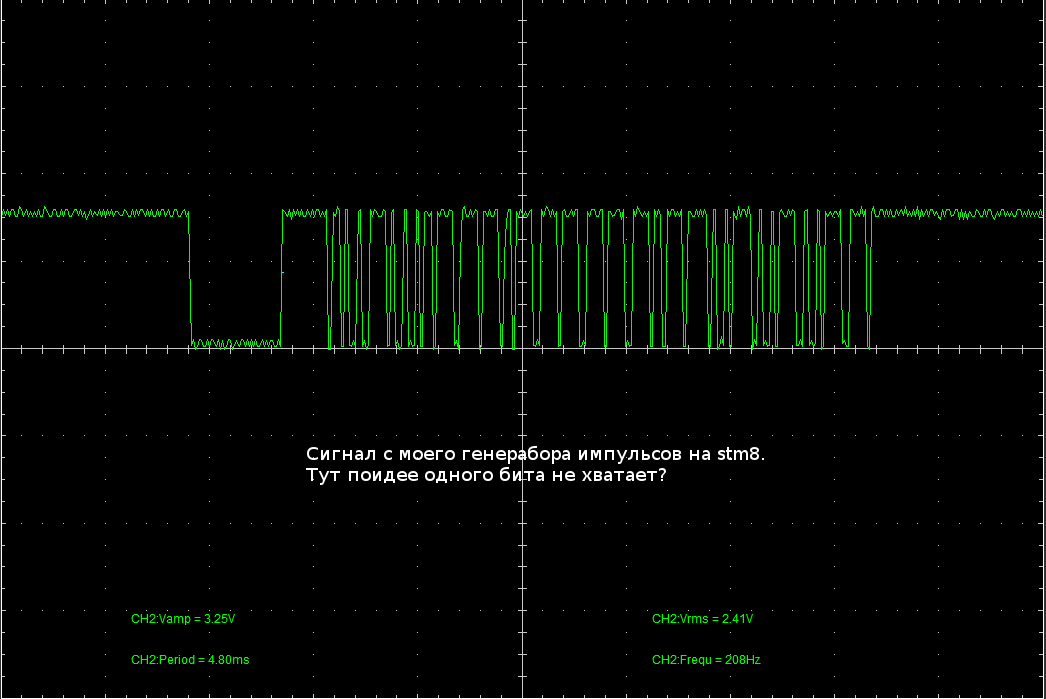 Сигнал с моего генерабора импульсов на stm8.
Тут поидее одного бита не хватает?
CH2:Vamp = 3.25V
CH2:Vrms = 2.41V
CH2:Period = 4.80ms
CH2:Frequ = 208Hz